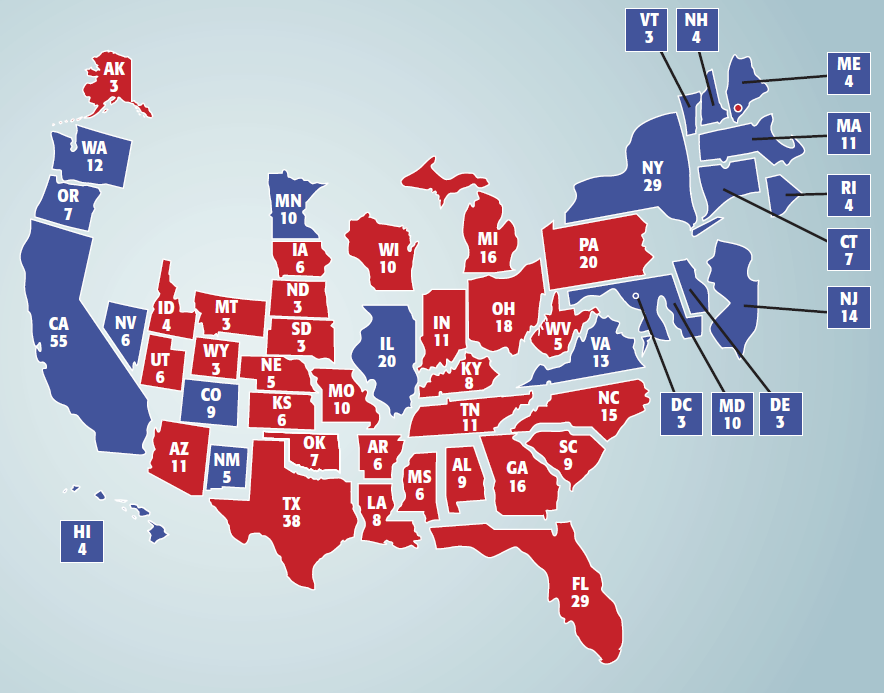 VT
3
NH
4
ME
4
AK
3
WA
12
MA
11
NY
29
OR
7
MN
10
RI
4
MI
16
WI
10
PA
20
CT
7
IA
6
ND
3
ID
4
MT
3
NJ
14
OH
18
CA
55
NV
6
SD
3
IN
11
WV
5
IL
20
VA
13
UT
6
WY
3
NE
5
KY
8
CO
9
KS
6
MO
10
NC
15
DC
3
MD
10
DE
3
TN
11
AZ
11
NM
5
OK
7
AR
6
SC
9
MS
6
AL
9
GA
16
TX
38
LA
8
HI
4
FL
29